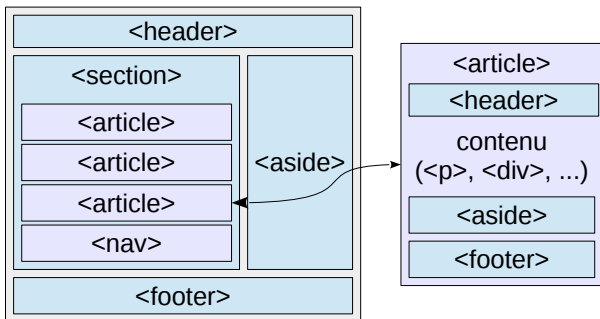 <header>
<section>
<article>
<article>
<article>
<nav>
<aside>
<footer>
<article>
<header>
contenu
(<p>, <div>, ...)
<aside>
<footer>